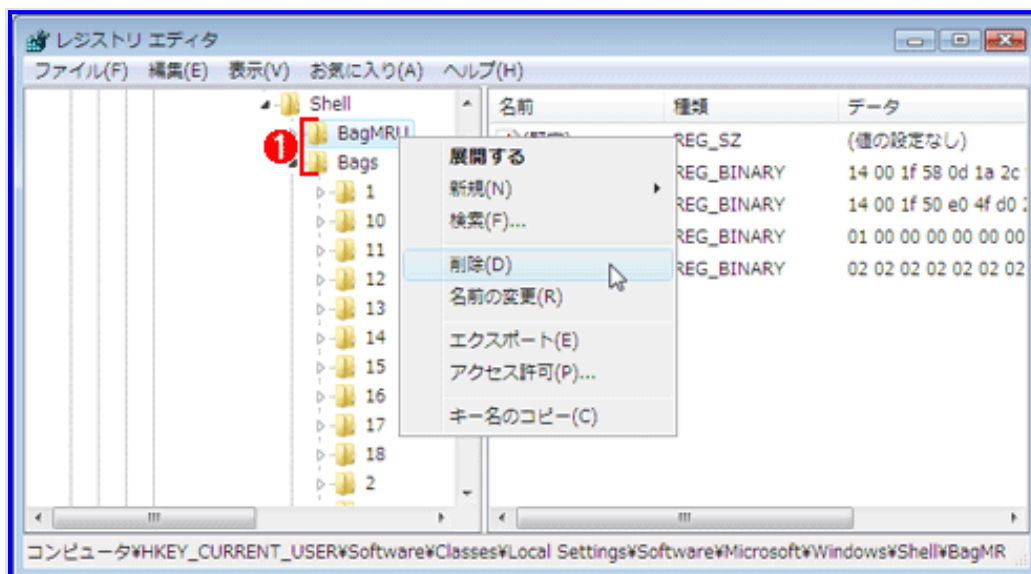 レジストリ エディタ
ファイル(F) 編集(E) 表示(V) お気に入り(A) ヘルプ(H)
Shell
1
BagMRU
Bags
1
10
11
12
13
14
15
16
17
18
2
展開する
新規(N)
検索(F)...
削除(D)
名前の変更(R)
エクスポート(E)
アクセス許可(P)...
キー名のコピー(C)
名前 種類 データ
REG_SZ (値の設定なし)
REG_BINARY 14 00 1f 58 0d 1a 2c
REG_BINARY 14 00 1f 50 e0 4f d0
REG_BINARY 01 00 00 00 00 00 00
REG_BINARY 02 02 02 02 02 02 02
コンピュータ¥HKEY_CURRENT_USER¥Software¥Classes¥Local Settings¥Software¥Microsoft¥Windows¥Shell¥BagMR